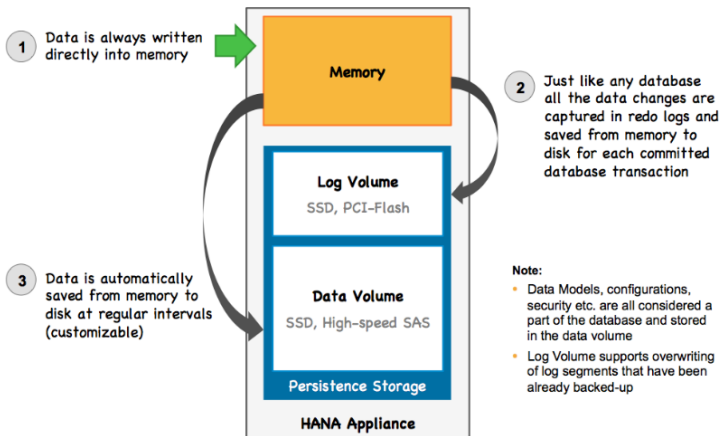 1
Data is always written
directly into memory
Memory
2
Just like any database
all the data changes are
captured in redo logs and
saved from memory to
disk for each committed
database transaction
Log Volume
SSD, PCI-Flash
3
Data is automatically
saved from memory to
disk at regular intervals
(customizable)
Data Volume
SSD, High-speed SAS
Persistence Storage
HANA Appliance
Note:
• Data Models, configurations,
security etc. are all considered a
part of the database and stored
in the data volume
• Log Volume supports overwriting
of log segments that have been
already backed-up